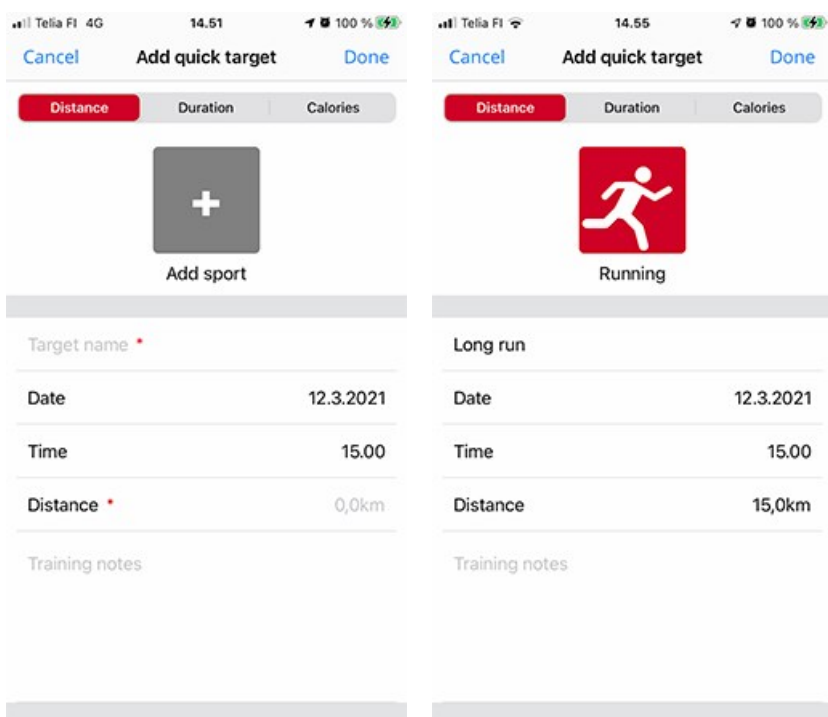 Telia FI 4G 14.51 100 %
Cancel Add quick target Done
Distance Duration Calories
+
Add sport
Target name *
Date 12.3.2021
Time 15.00
Distance * 0,0km
Training notes
Telia FI 14.55 100 %
Cancel Add quick target Done
Distance Duration Calories
Running
Long run
Date 12.3.2021
Time 15.00
Distance 15,0km
Training notes